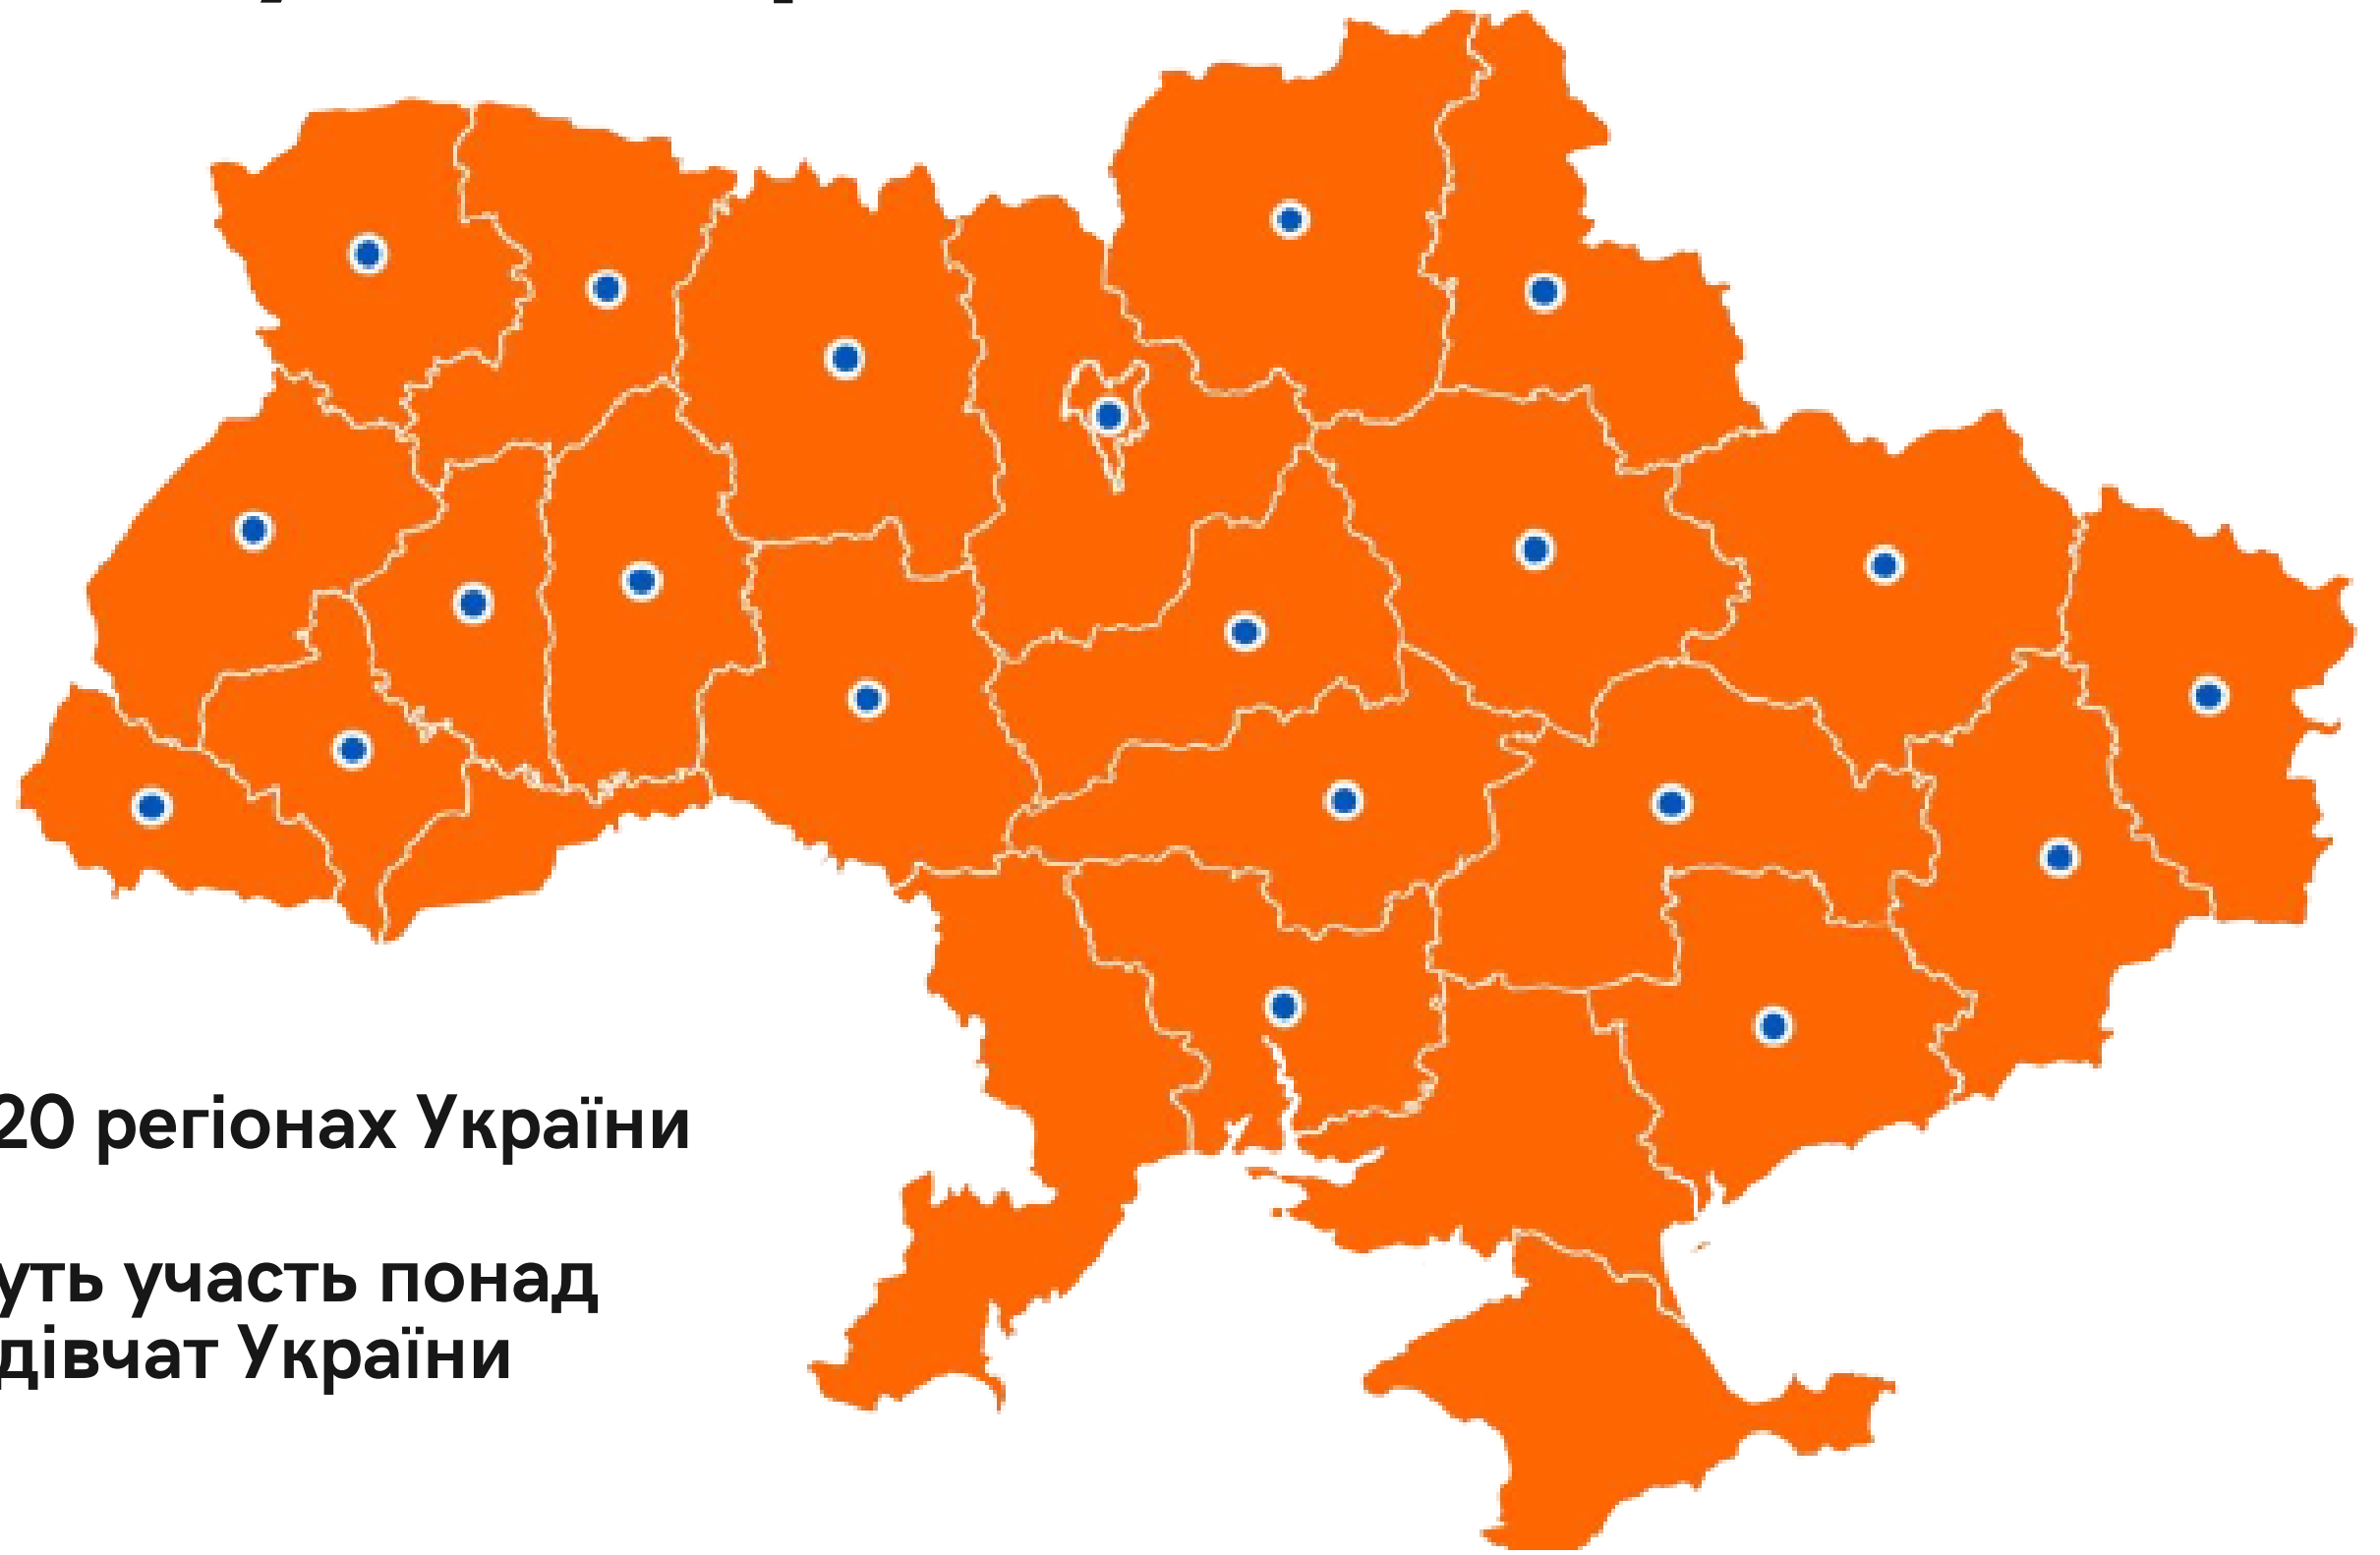 20 регіонах України
уть участь понад
дівчат України